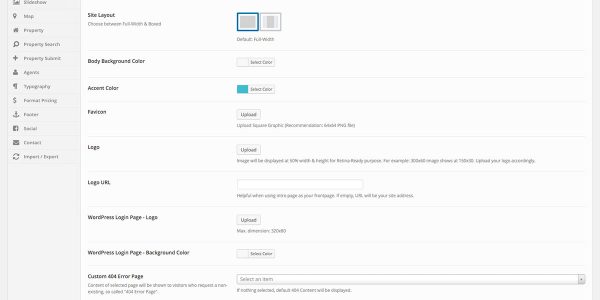 Slideshow
Map
Property
Property Search
Property Submit
Agents
Typography
Format Pricing
Footer
Social
Contact
Import / Export
Site Layout
Choose between Full-Width & Boxed
Default: Full-Width
Body Background Color
Select Color
Accent Color
Select Color
Favicon
Upload
Upload Square Graphic (Recommendation: 64x64 PNG file)
Logo
Upload
Image will be displayed at 50% width & height for Retina-Ready purpose. For example: 300x60 image shows at 150x30. Upload your logo accordingly.
Logo URL
Helpful when using intro page as your frontpage. If empty, URL will be your site address.
WordPress Login Page - Logo
Upload
Max. dimension: 320x80
WordPress Login Page - Background Color
Select Color
Custom 404 Error Page
Content of selected page will be shown to visitors who request a non-
existing, so called "404 Error Page".
Select an item
If nothing selected, default 404 Content will be displayed.